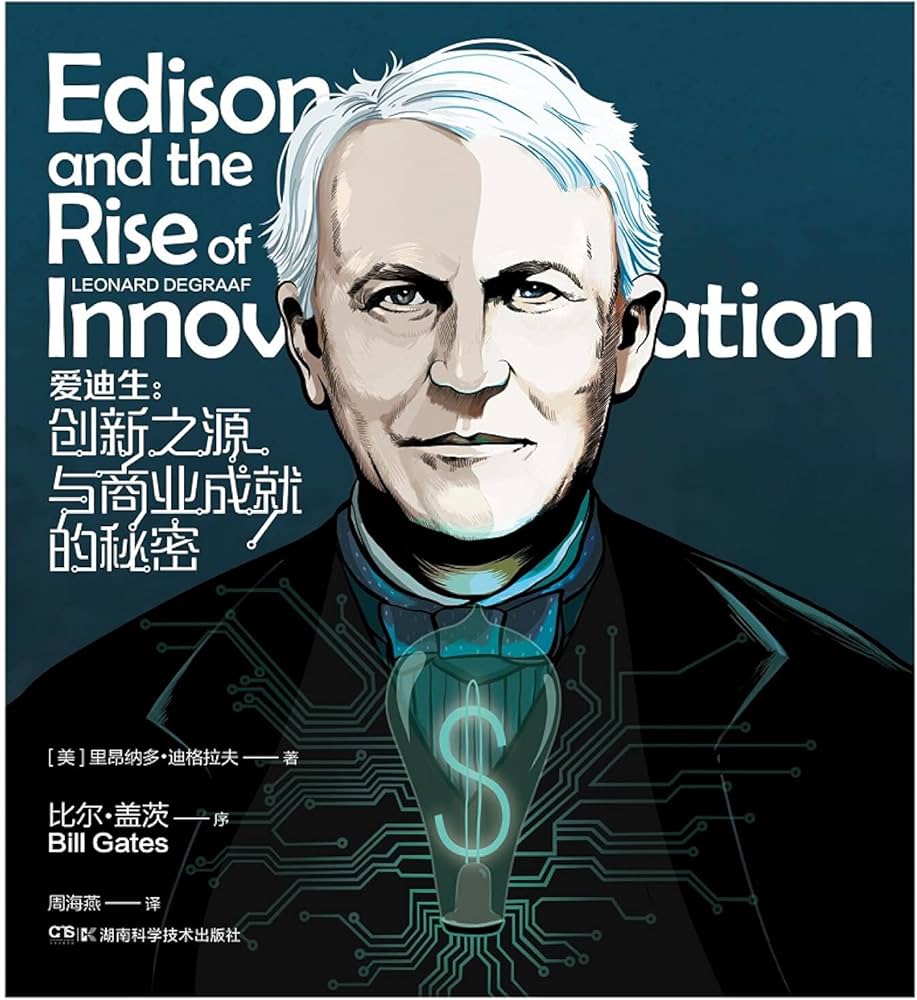 Edison
and the
Rise of
LEONARD DEGRAAF
Innovation
爱迪生：
创新之源
与商业成就
的秘密
[美]里昂纳多·迪格拉夫——著
比尔·盖茨——序
Bill Gates
周海燕——译
湖南科学技术出版社
$